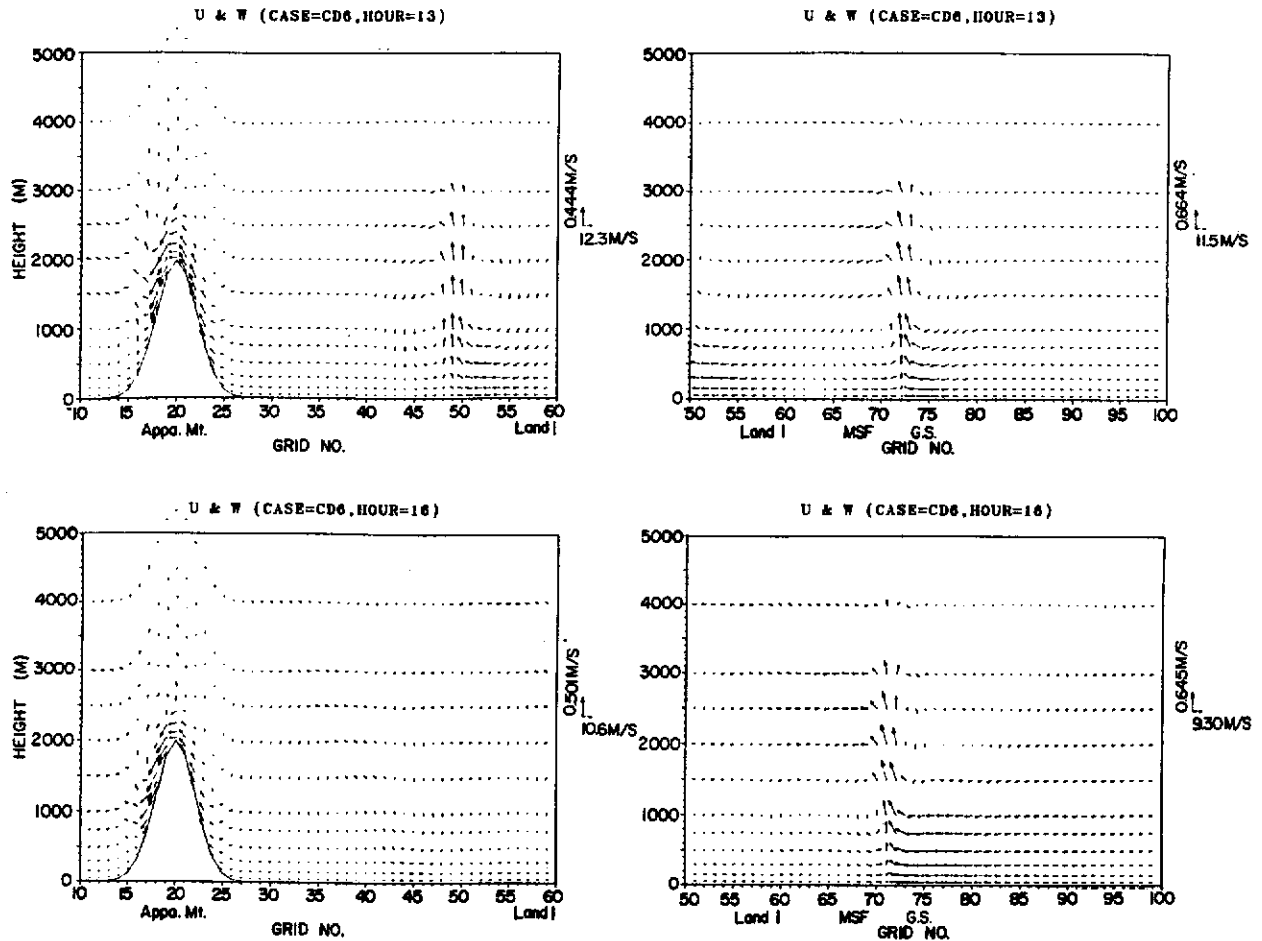 U & W (CASE=CD6,HOUR=13)
5000
4000
3000
2000
1000
0
HEIGHT (M)
10 15 20 25 30 35 40 45 50 55 60
Appa. Mt. Land I
GRID NO.
0.444M/S
12.3M/S
U & W (CASE=CD6,HOUR=13)
5000
4000
3000
2000
1000
0
50 55 60 65 70 75 80 85 90 95 100
Land I MSF G.S.
GRID NO.
0.664M/S
11.5M/S
U & W (CASE=CD6,HOUR=16)
5000
4000
3000
2000
1000
0
HEIGHT (M)
10 15 20 25 30 35 40 45 50 55 60
Appa. Mt. Land I
GRID NO.
0.501M/S
10.6M/S
U & W (CASE=CD6,HOUR=16)
5000
4000
3000
2000
1000
0
50 55 60 65 70 75 80 85 90 95 100
Land I MSF G.S.
GRID NO.
0.645M/S
9.30M/S